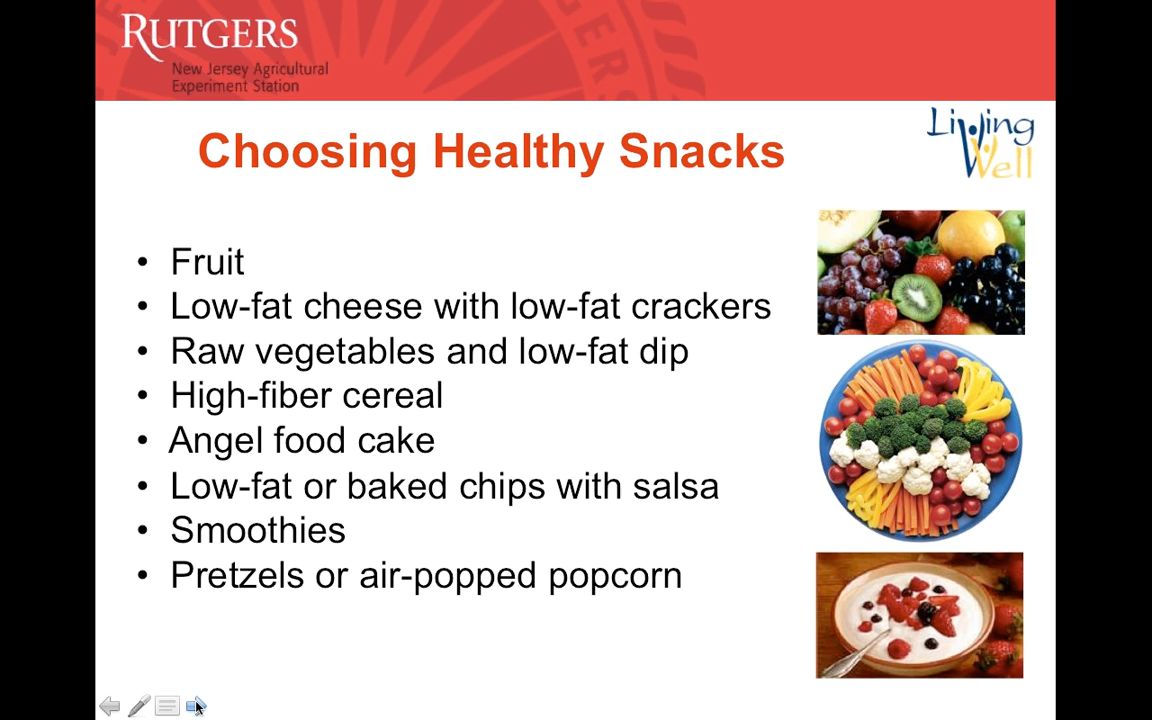 RUTGERS
New Jersey Agricultural
Experiment Station
Living
Well
Choosing Healthy Snacks
• Fruit
• Low-fat cheese with low-fat crackers
• Raw vegetables and low-fat dip
• High-fiber cereal
• Angel food cake
• Low-fat or baked chips with salsa
• Smoothies
• Pretzels or air-popped popcorn